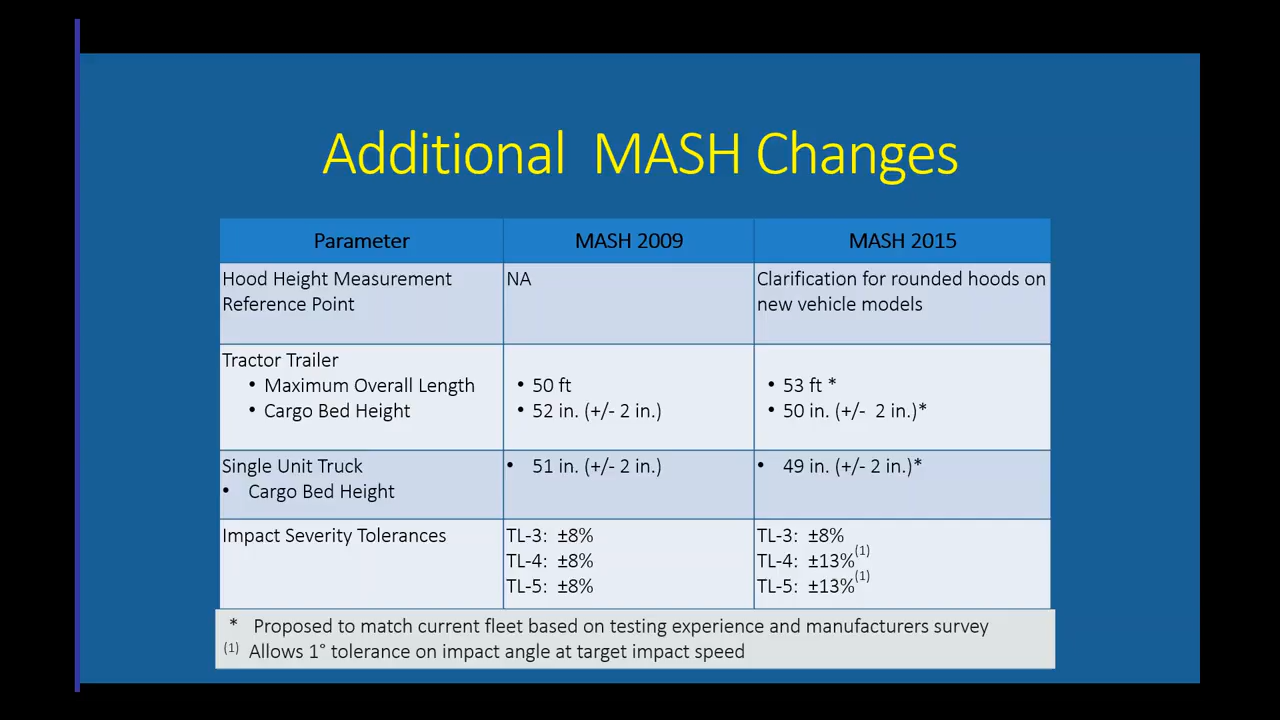 Additional MASH Changes
Parameter MASH 2009 MASH 2015
Hood Height Measurement NA Clarification for rounded hoods on
Reference Point new vehicle models
Tractor Trailer
• Maximum Overall Length • 50 ft • 53 ft *
• Cargo Bed Height • 52 in. (+/- 2 in.) • 50 in. (+/- 2 in.)*
Single Unit Truck • 51 in. (+/- 2 in.) • 49 in. (+/- 2 in.)*
• Cargo Bed Height
Impact Severity Tolerances TL-3: ±8% TL-3: ±8%
TL-4: ±8% TL-4: ±13%(1)
TL-5: ±8% TL-5: ±13%(1)
* Proposed to match current fleet based on testing experience and manufacturers survey
(1) Allows 1° tolerance on impact angle at target impact speed